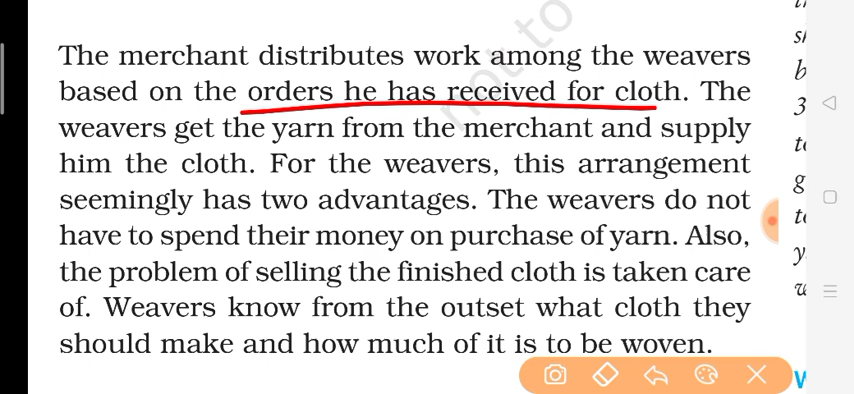 The merchant distributes work among the weavers
based on the orders he has received for cloth. The
weavers get the yarn from the merchant and supply
him the cloth. For the weavers, this arrangement
seemingly has two advantages. The weavers do not
have to spend their money on purchase of yarn. Also,
the problem of selling the finished cloth is taken care
of. Weavers know from the outset what cloth they
should make and how much of it is to be woven.
not to